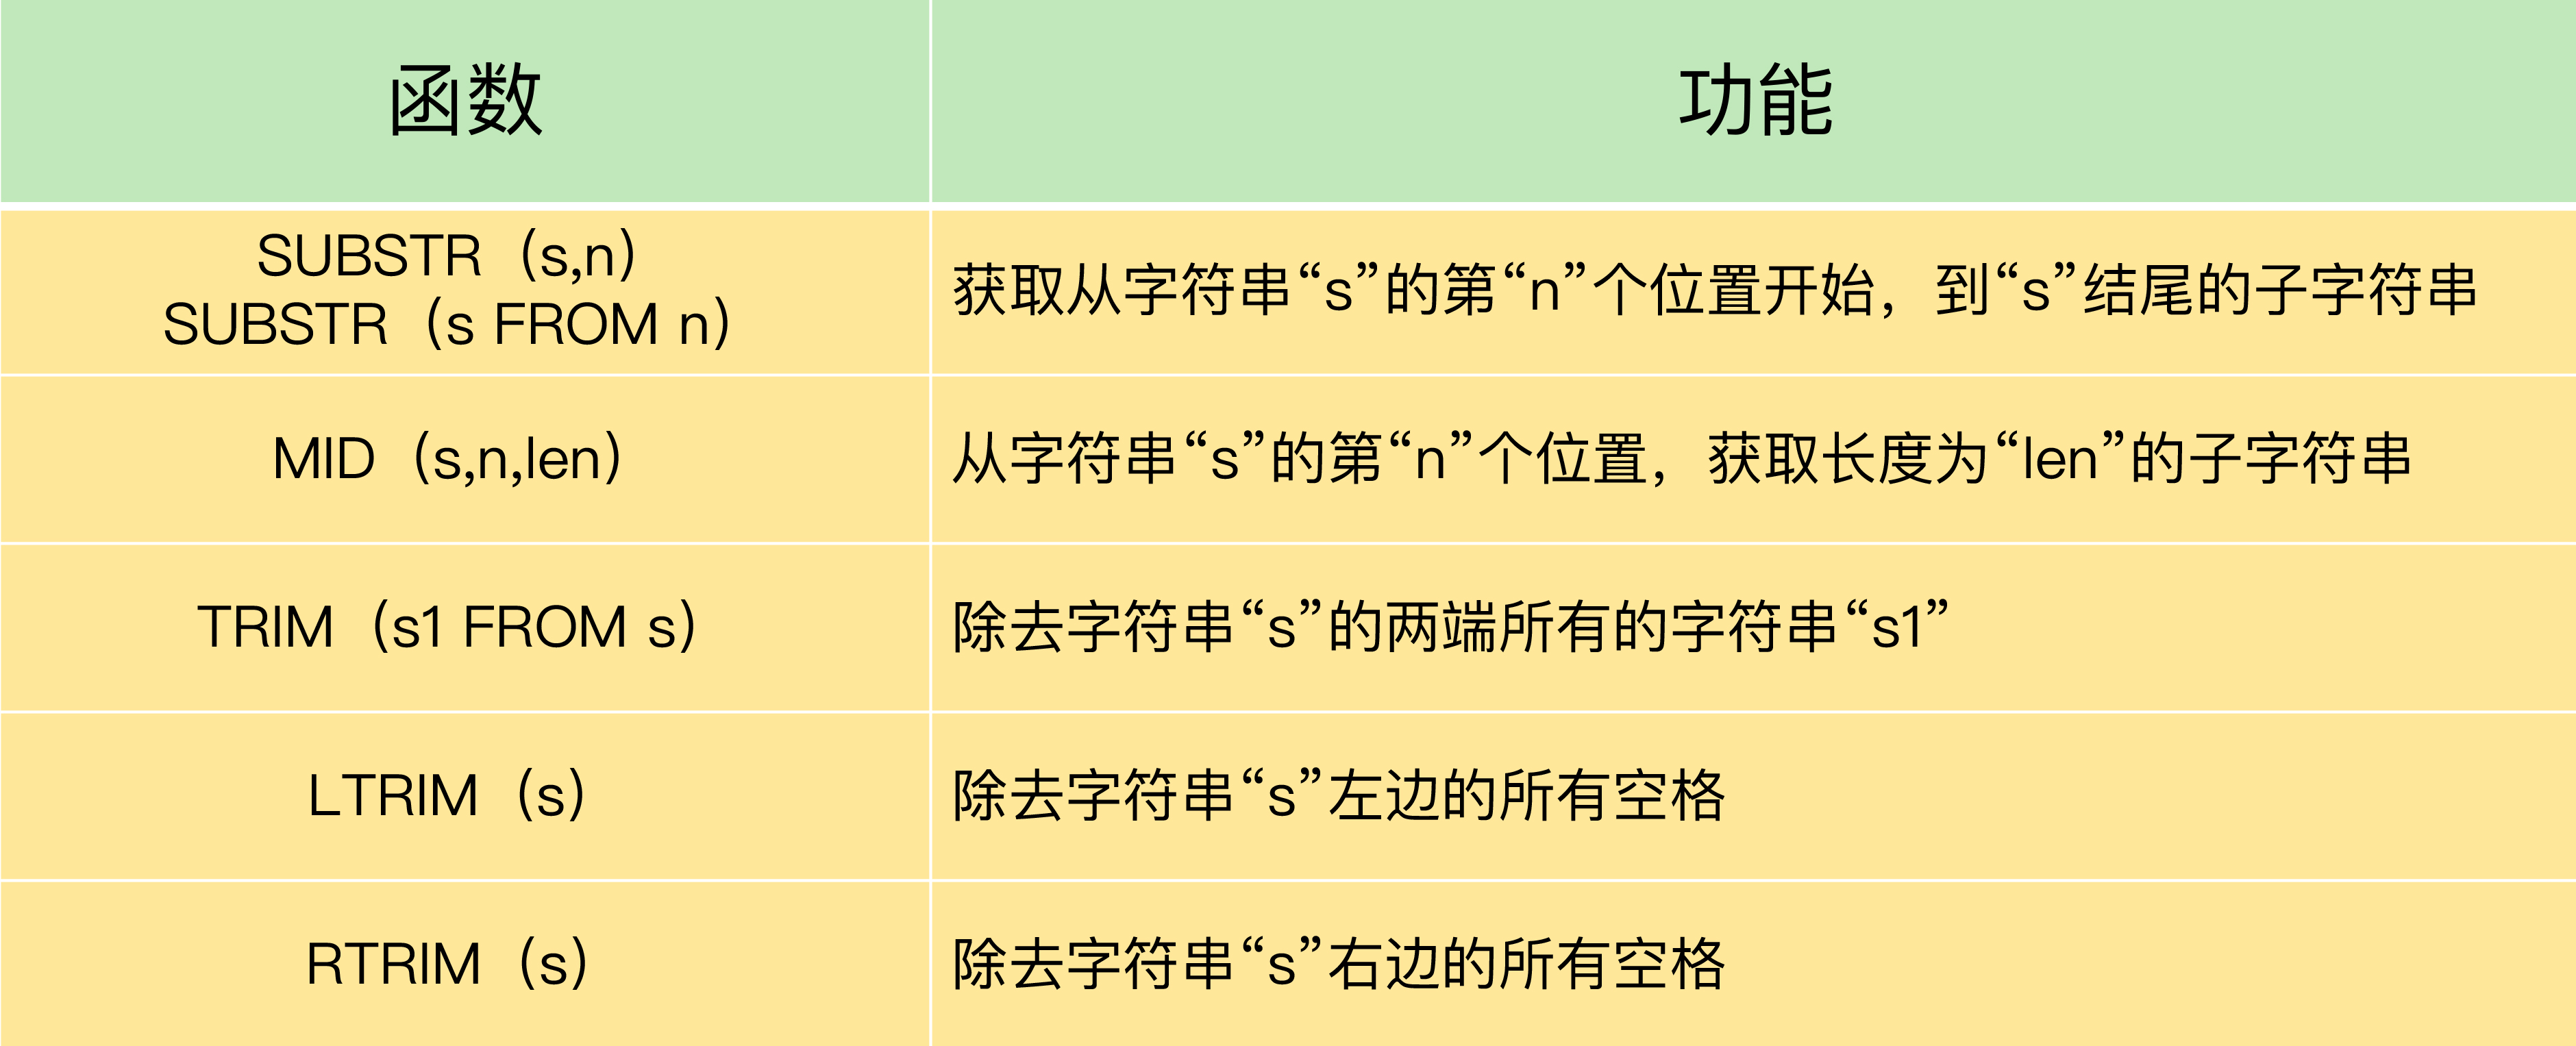 函数
功能
SUBSTR（s,n）
SUBSTR（s FROM n）
获取从字符串“s”的第“n”个位置开始，到“s”结尾的子字符串
MID（s,n,len）
从字符串“s”的第“n”个位置，获取长度为“len”的子字符串
TRIM（s1 FROM s）
除去字符串“s”的两端所有的字符串“s1”
LTRIM（s）
除去字符串“s”左边的所有空格
RTRIM（s）
除去字符串“s”右边的所有空格